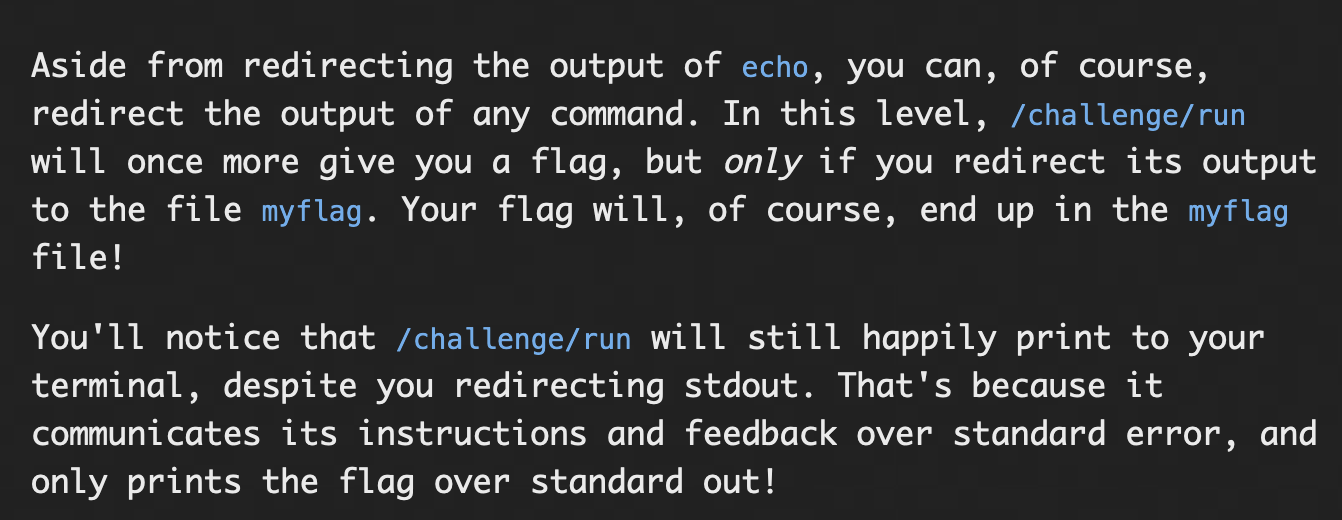 Aside from redirecting the output of echo, you can, of course,
redirect the output of any command. In this level, /challenge/run
will once more give you a flag, but only if you redirect its output
to the file myflag. Your flag will, of course, end up in the myflag
file!
You'll notice that /challenge/run will still happily print to your
terminal, despite you redirecting stdout. That's because it
communicates its instructions and feedback over standard error, and
only prints the flag over standard out!